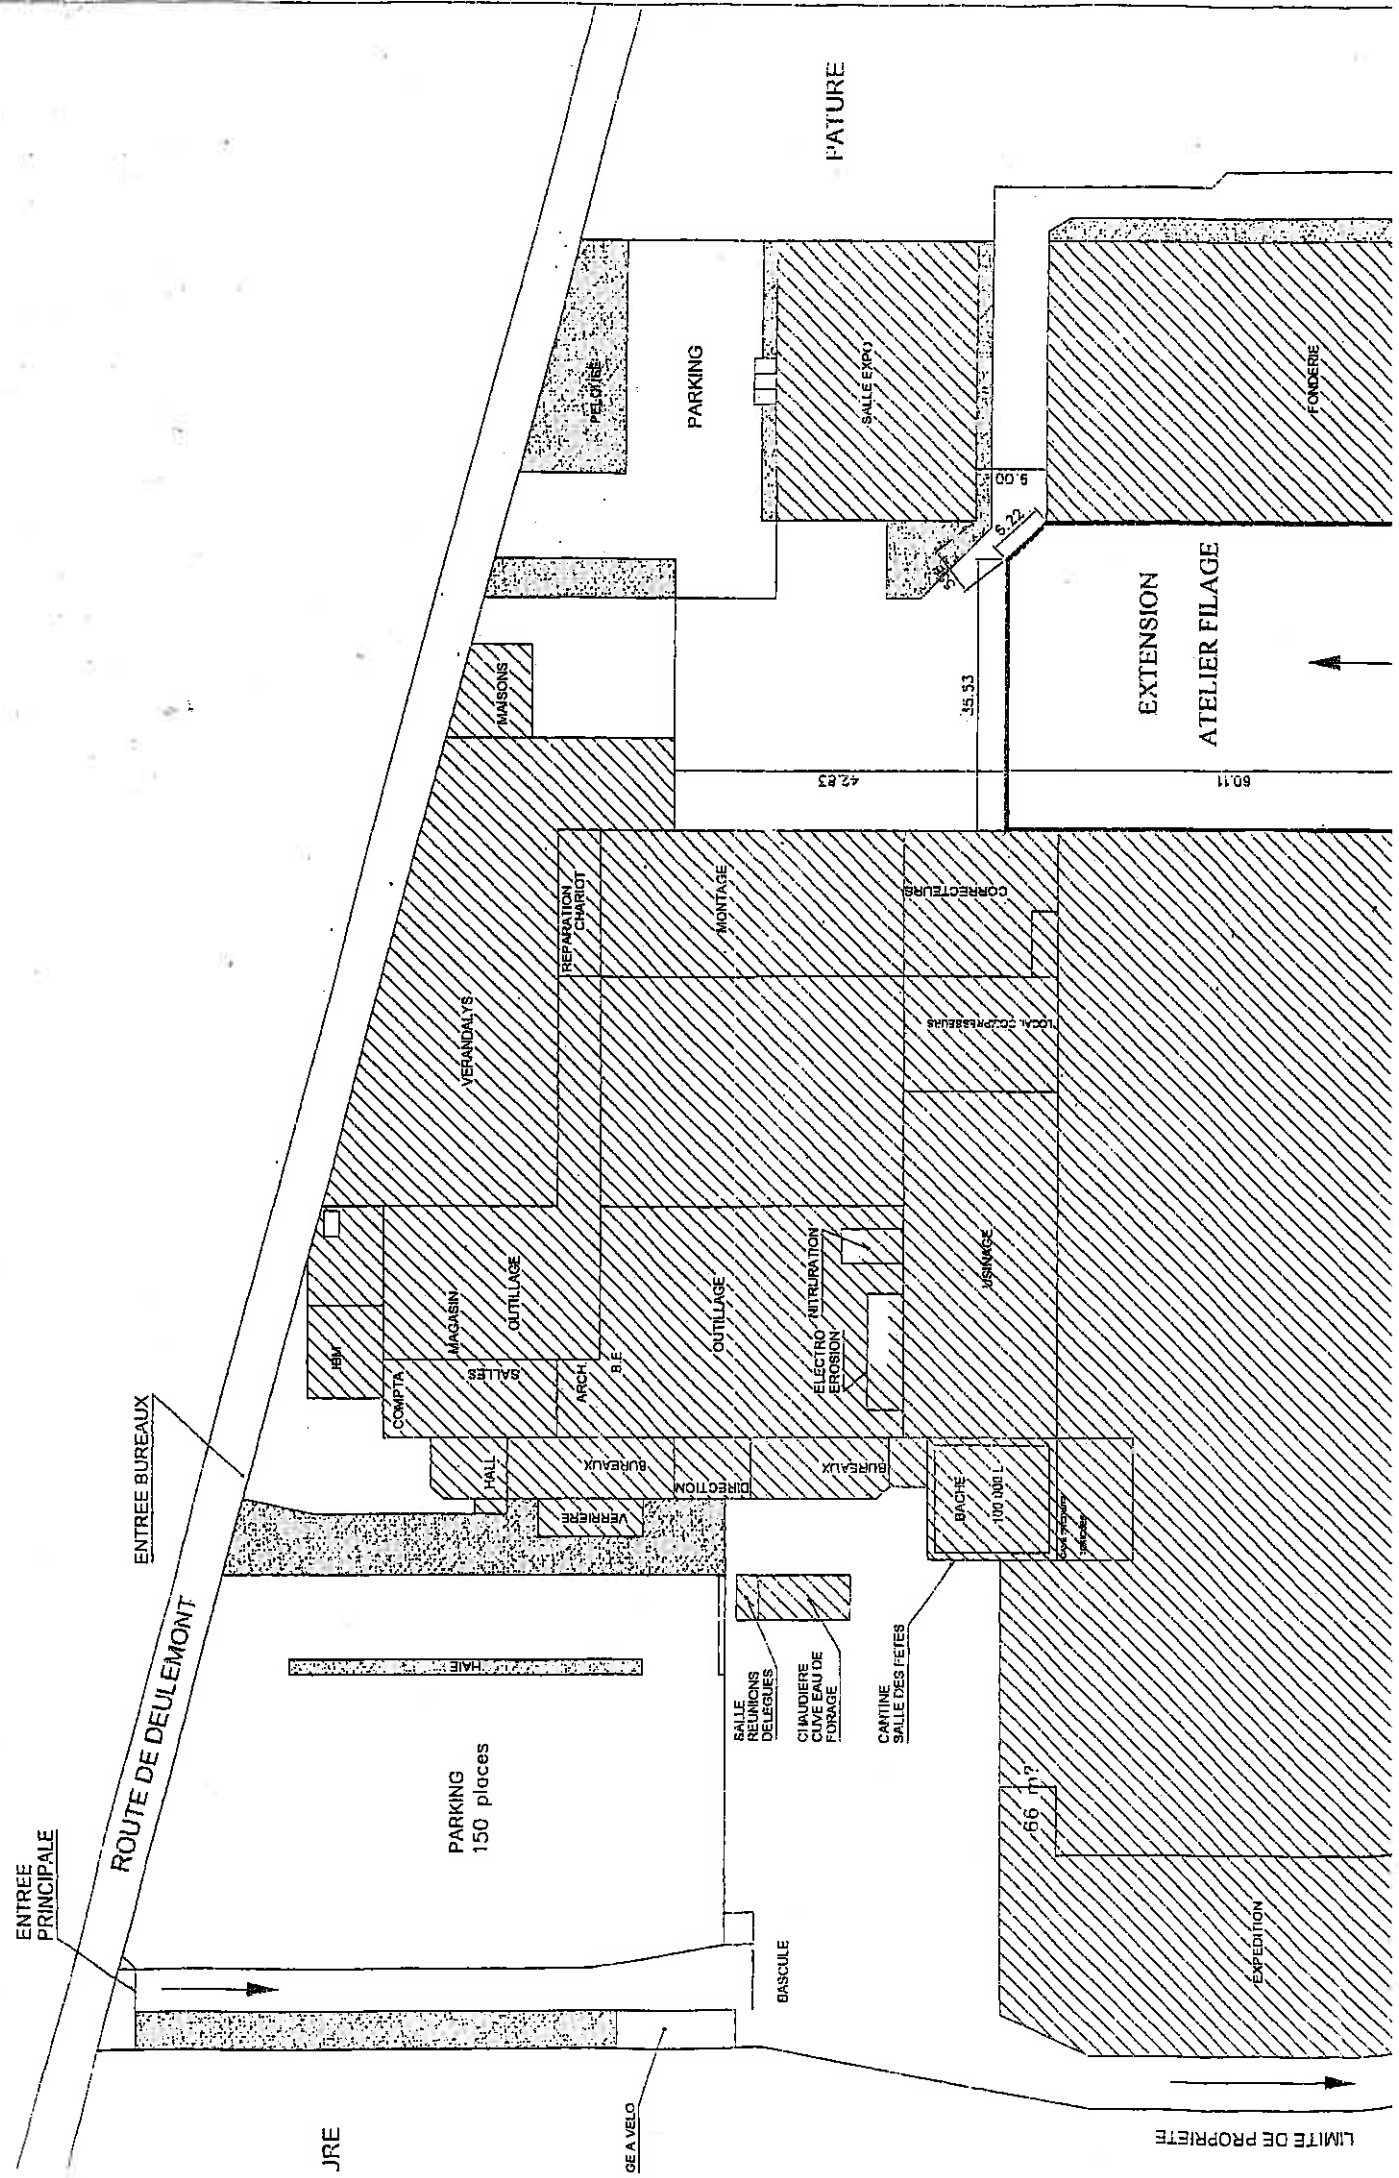 ENTREE
PRINCIPALE
ROUTE DE DEULEMONT
ENTREE BUREAUX
JRE
GE A VELO
LIMITE DE PROPRIETE
PARKING
150 places
HAIE
BASCULE
EXPEDITION
66 m?
SALLE
REUNIONS
DELEGUES
CHAUDIERE
CUVE EAU DE
FORAGE
CANTINE
SALLE DES FETES
VERRIERE
HALL
BUREAUX
DIRECTION
BUREAUX
BACHE
100 000 L
IBM
COMPTA
SALLES
ARCH.
B.E.
MAGASIN
OUTILLAGE
OUTILLAGE
ELECTRO
EROSION
NITRURATION
USINAGE
VERANDALYS
REPARATION
CHARIOT
MONTAGE
CORRECTEURS
LOCAL COMPRESSEURS
MAISONS
42.83
35.53
60.11
EXTENSION
ATELIER FILAGE
PELOUSE
PARKING
SALLE EXPO
9.00
6.22
FONDERIE
PATURE